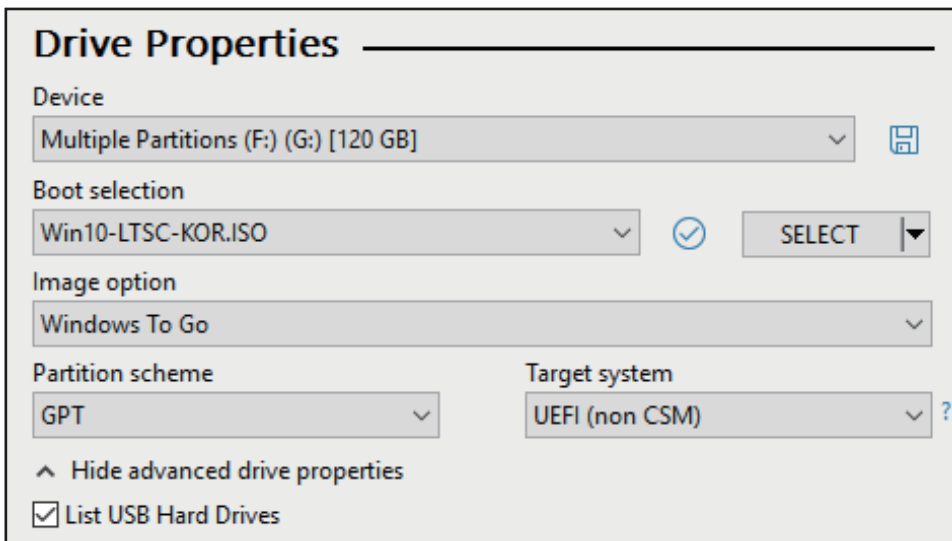 Drive Properties
Device
Multiple Partitions (F:) (G:) [120 GB]
Boot selection
Win10-LTSC-KOR.ISO
SELECT
Image option
Windows To Go
Partition scheme
Target system
GPT
UEFI (non CSM)
?
Hide advanced drive properties
List USB Hard Drives